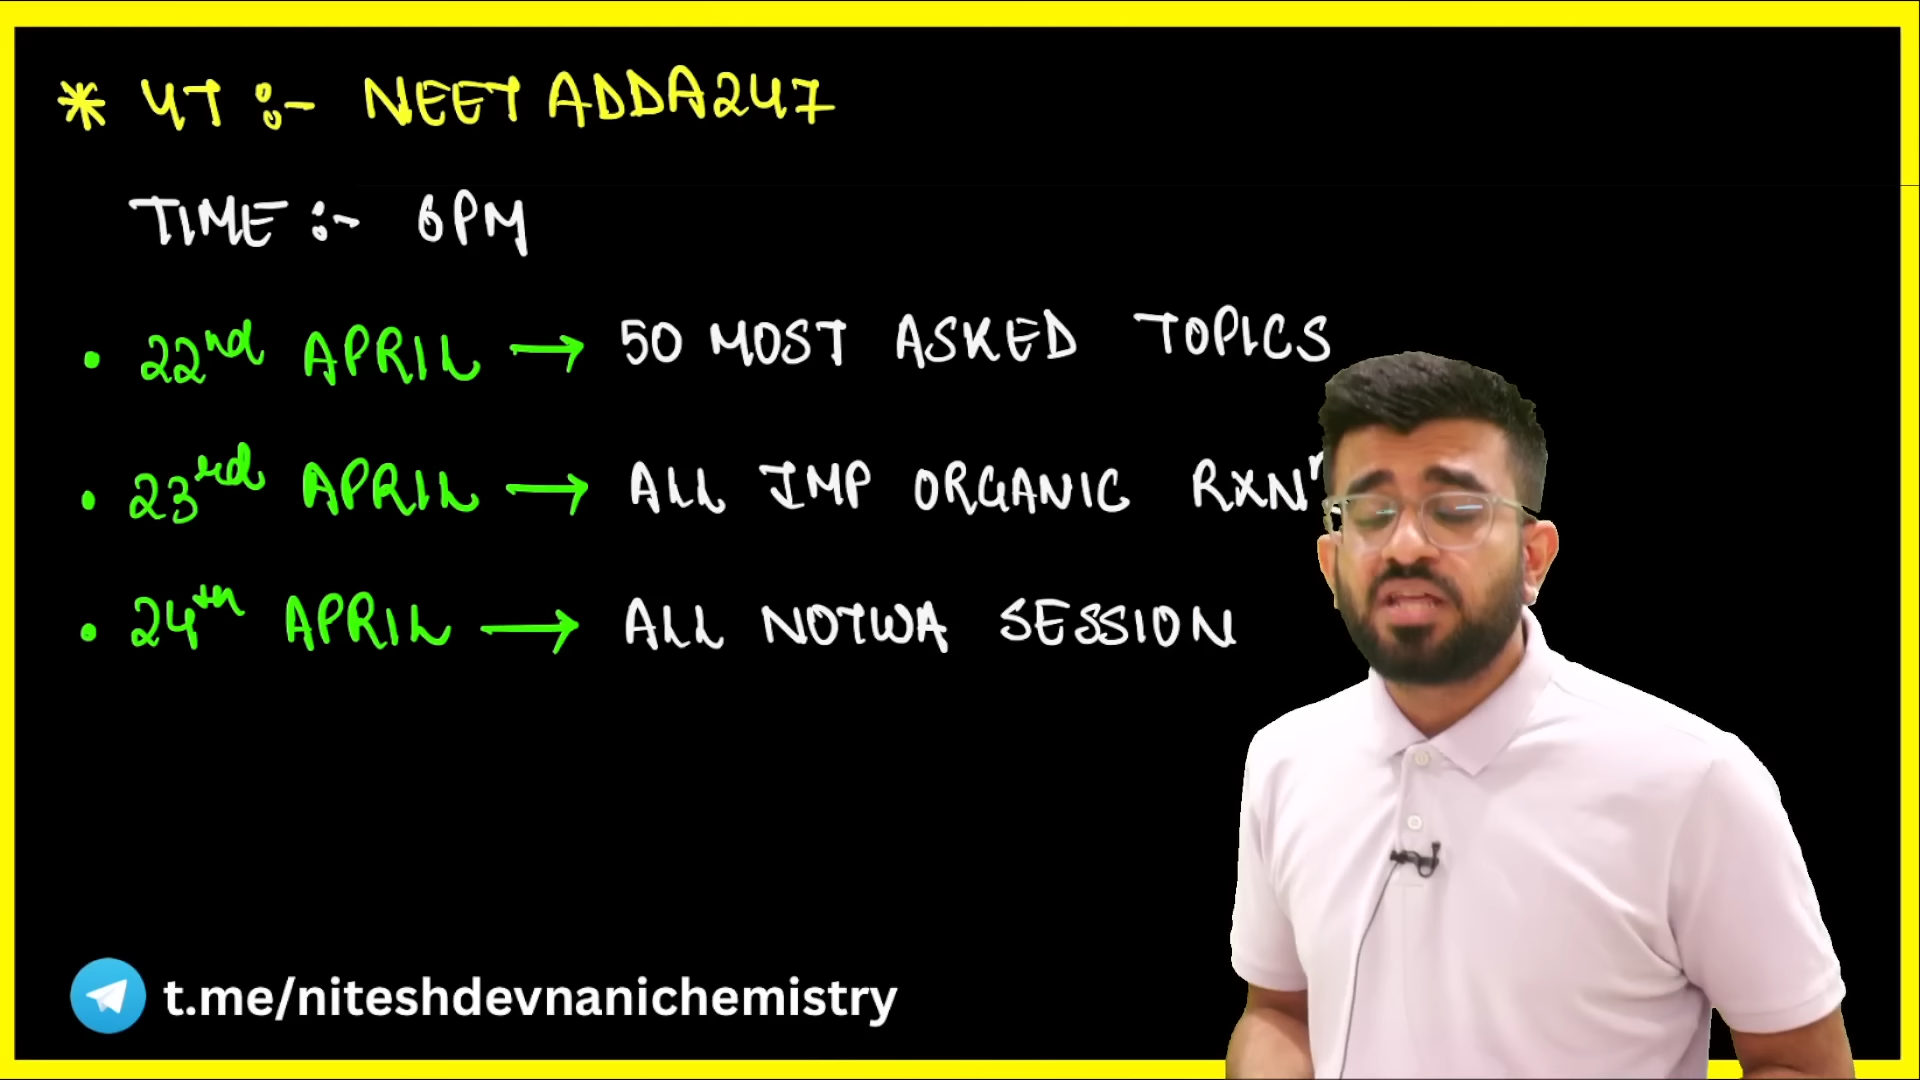 * YT :- NEET ADDA247
TIME :- 6PM
• 22nd APRIL → 50 MOST ASKED TOPICS
• 23rd APRIL → ALL IMP ORGANIC RXNn
• 24th APRIL → ALL NOTWA SESSION
t.me/niteshdevnanichemistry